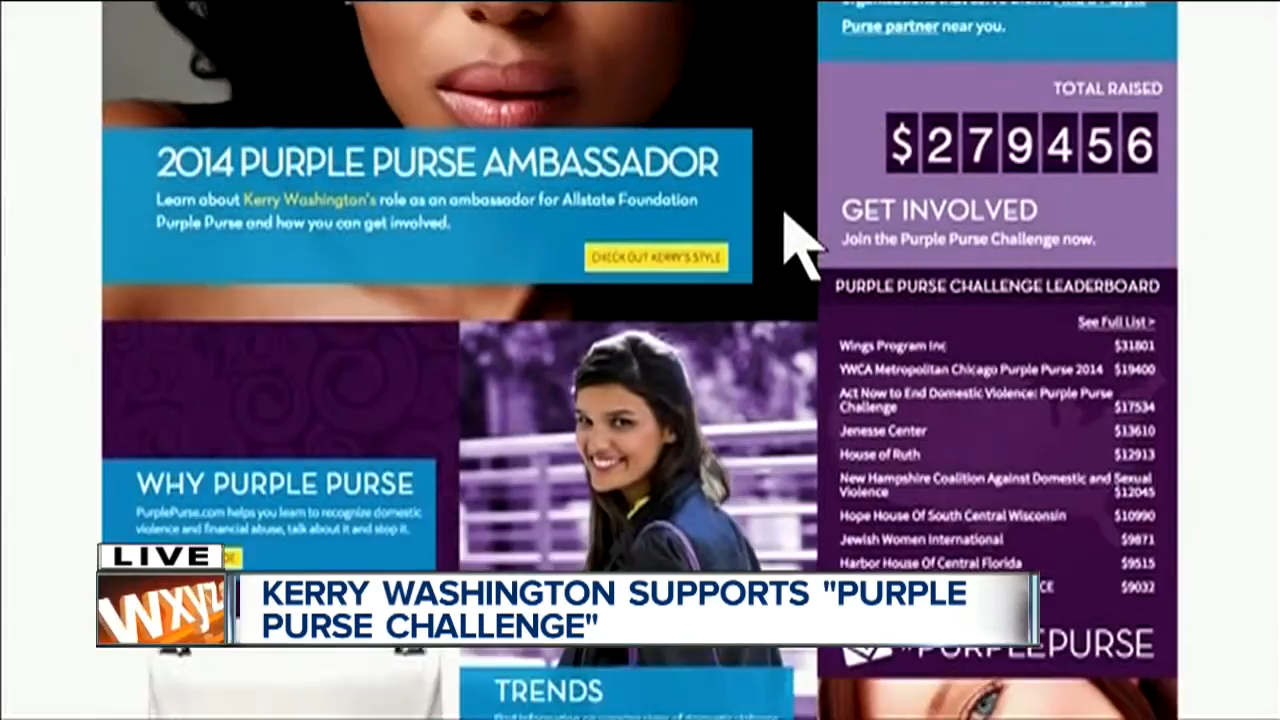 Purse partner near you.
TOTAL RAISED
$279456
GET INVOLVED
Join the Purple Purse Challenge now.
2014 PURPLE PURSE AMBASSADOR
Learn about Kerry Washington's role as an ambassador for Allstate Foundation
Purple Purse and how you can get involved.
CHECK OUT KERRY'S STYLE
PURPLE PURSE CHALLENGE LEADERBOARD
See Full List >
Wings Program Inc $31801
YWCA Metropolitan Chicago Purple Purse 2014 $19400
Act Now to End Domestic Violence: Purple Purse
Challenge $17534
Jenesse Center $13610
House of Ruth $12913
New Hampshire Coalition Against Domestic and Sexual
Violence $12045
Hope House Of South Central Wisconsin $10990
Jewish Women International $9871
Harbor House Of Central Florida $9515
CE $9032
WHY PURPLE PURSE
PurplePurse.com helps you learn to recognize domestic
violence and financial abuse, talk about it and stop it.
LIVE
WXYZ
KERRY WASHINGTON SUPPORTS "PURPLE
PURSE CHALLENGE"
#PURPLEPURSE
TRENDS